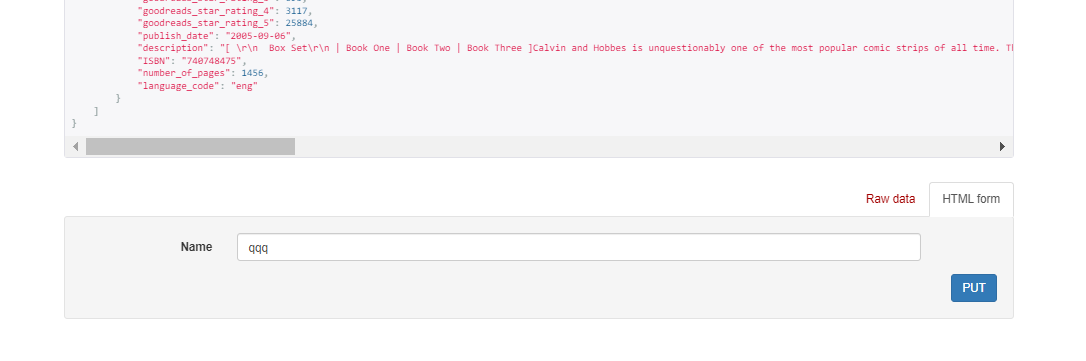 "goodreads_star_rating_4": 3117,
"goodreads_star_rating_5": 25884,
"publish_date": "2005-09-06",
"description": "[ \r\n  Box Set\r\n | Book One | Book Two | Book Three ]Calvin and Hobbes is unquestionably one of the most popular comic strips of all time. Th
"ISBN": "740748475",
"number_of_pages": 1456,
"language_code": "eng"
}
]
}
Raw data HTML form
Name qqq
PUT